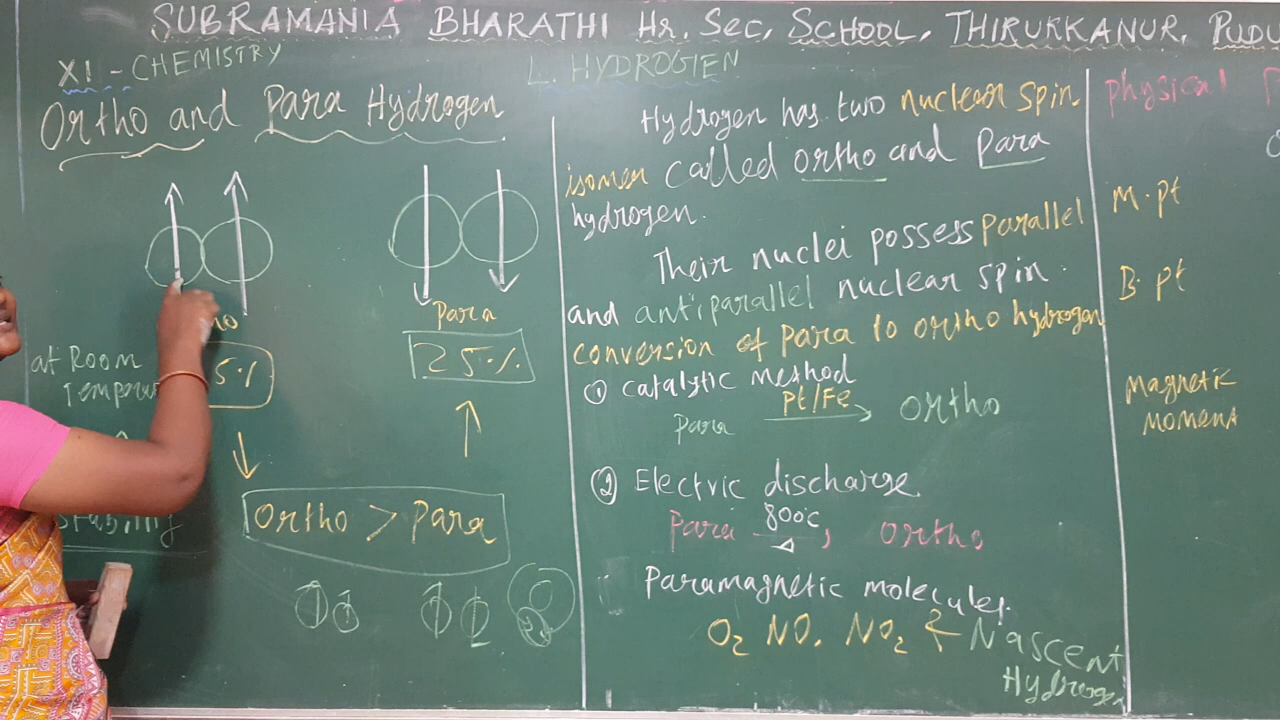 SUBRAMANIA BHARATHI Hr. Sec. SCHOOL, THIRUKKANUR, PUDU
XI - CHEMISTRY
L. HYDROGEN
Ortho and Para Hydrogen
Para
at Room
5%
25%
Stability
Ortho > Para
Hydrogen has two nuclear spin
isomer called ortho and para
hydrogen.
Their nuclei possess parallel
and antiparallel nuclear spin.
conversion of para to ortho hydrogen
① Catalytic method
Para Pt/Fe → Ortho
② Electric discharge
Para 800°C Δ → ortho
Paramagnetic molecules.
O2 NO, NO2 ← Nascent
Hydrogen
Physical
M. pt
B. pt
Magnetic
moment